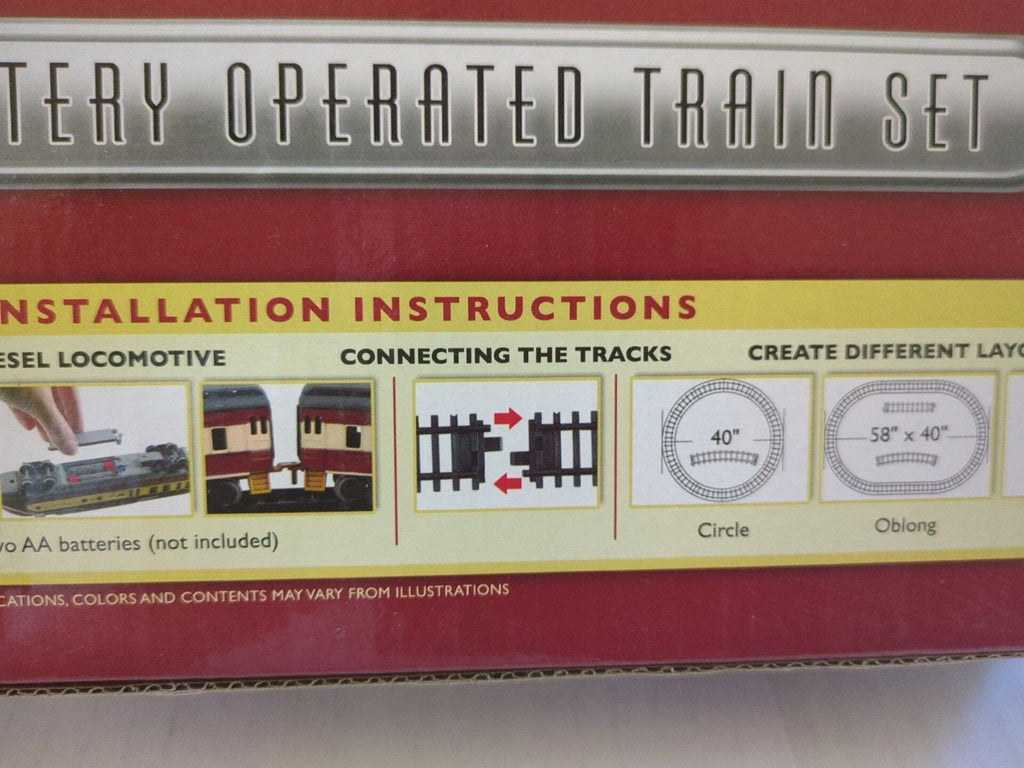 TERY OPERATED TRAIN SET
NSTALLATION INSTRUCTIONS
ESEL LOCOMOTIVE
CONNECTING THE TRACKS
CREATE DIFFERENT LAYO
40"
58" x 40"
Circle
Oblong
wo AA batteries (not included)
CATIONS, COLORS AND CONTENTS MAY VARY FROM ILLUSTRATIONS